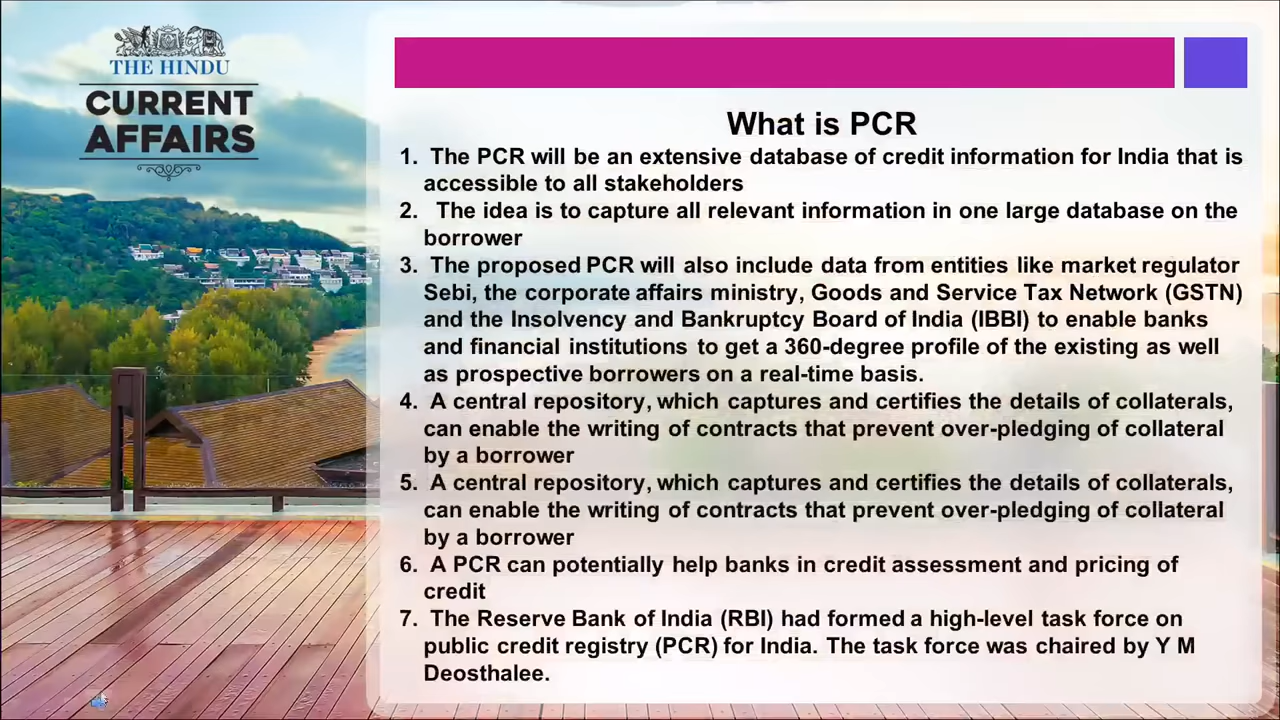 THE HINDU
CURRENT
AFFAIRS
What is PCR
1. The PCR will be an extensive database of credit information for India that is
accessible to all stakeholders
2. The idea is to capture all relevant information in one large database on the
borrower
3. The proposed PCR will also include data from entities like market regulator
Sebi, the corporate affairs ministry, Goods and Service Tax Network (GSTN)
and the Insolvency and Bankruptcy Board of India (IBBI) to enable banks
and financial institutions to get a 360-degree profile of the existing as well
as prospective borrowers on a real-time basis.
4. A central repository, which captures and certifies the details of collaterals,
can enable the writing of contracts that prevent over-pledging of collateral
by a borrower
5. A central repository, which captures and certifies the details of collaterals,
can enable the writing of contracts that prevent over-pledging of collateral
by a borrower
6. A PCR can potentially help banks in credit assessment and pricing of
credit
7. The Reserve Bank of India (RBI) had formed a high-level task force on
public credit registry (PCR) for India. The task force was chaired by Y M
Deosthalee.